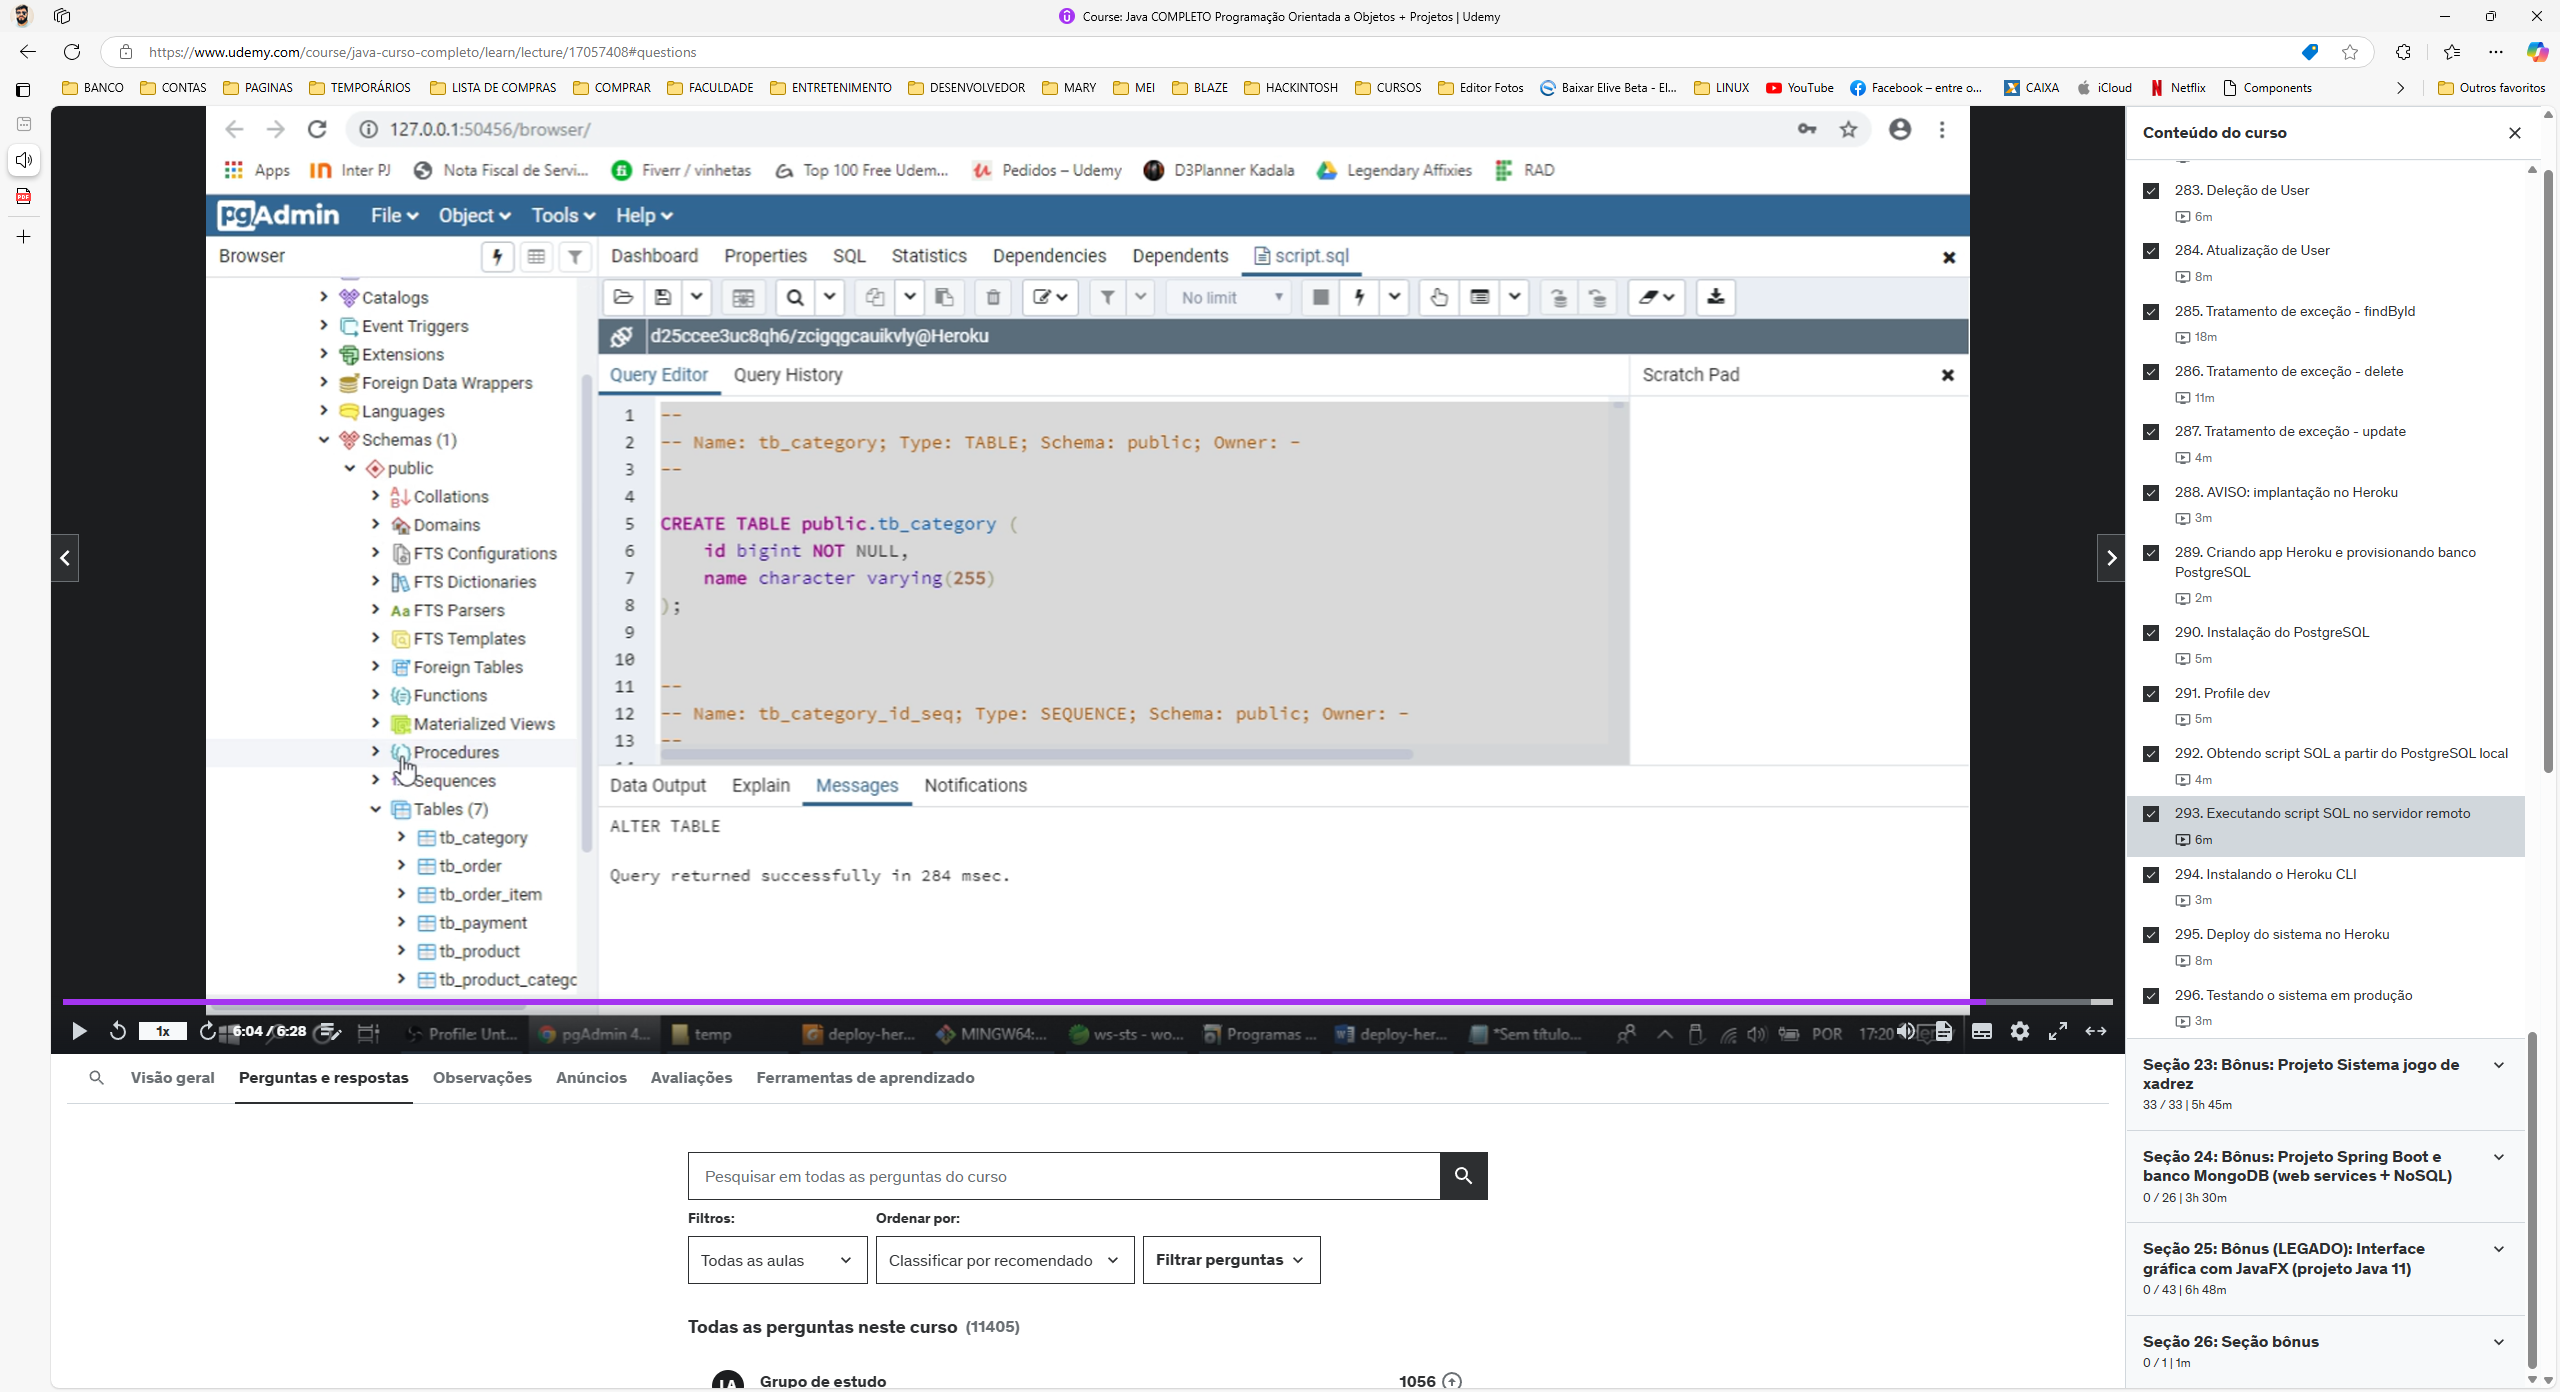 Course: Java COMPLETO Programação Orientada a Objetos + Projetos | Udemy
https://www.udemy.com/course/java-curso-completo/learn/lecture/17057408#questions
BANCO CONTAS PAGINAS TEMPORÁRIOS LISTA DE COMPRAS COMPRAR FACULDADE ENTRETENIMENTO DESENVOLVEDOR MARY MEI BLAZE HACKINTOSH CURSOS Editor Fotos Baixar Elive Beta - El... LINUX YouTube Facebook – entre o... CAIXA iCloud Netflix Components Outros favoritos
127.0.0.1:50456/browser/
Apps Inter PJ Nota Fiscal de Servi... Fiverr / vinhetas Top 100 Free Udem... Pedidos – Udemy D3Planner Kadala Legendary Affixies RAD
pgAdmin File Object Tools Help
Browser
Dashboard Properties SQL Statistics Dependencies Dependents script.sql
No limit
d25ccee3uc8qh6/zcigqgcauikvly@Heroku
Query Editor Query History
Scratch Pad
Catalogs
Event Triggers
Extensions
Foreign Data Wrappers
Languages
Schemas (1)
public
Collations
Domains
FTS Configurations
FTS Dictionaries
Aa FTS Parsers
FTS Templates
Foreign Tables
Functions
Materialized Views
Procedures
Sequences
Tables (7)
tb_category
tb_order
tb_order_item
tb_payment
tb_product
tb_product_catego
1 --
2 -- Name: tb_category; Type: TABLE; Schema: public; Owner: -
3 --
4
5 CREATE TABLE public.tb_category (
6 id bigint NOT NULL,
7 name character varying(255)
8 );
9
10
11 --
12 -- Name: tb_category_id_seq; Type: SEQUENCE; Schema: public; Owner: -
13 --
Data Output Explain Messages Notifications
ALTER TABLE
Query returned successfully in 284 msec.
1x 6:04 / 6:28
Profile: Unt... pgAdmin 4... temp deploy-her... MINGW64:... ws-sts - wo... Programas ... deploy-her... *Sem título... POR 17:20
Visão geral Perguntas e respostas Observações Anúncios Avaliações Ferramentas de aprendizado
Pesquisar em todas as perguntas do curso
Filtros: Ordenar por:
Todas as aulas Classificar por recomendado Filtrar perguntas
Todas as perguntas neste curso (11405)
Grupo de estudo 1056
Conteúdo do curso
283. Deleção de User
6m
284. Atualização de User
8m
285. Tratamento de exceção - findById
18m
286. Tratamento de exceção - delete
11m
287. Tratamento de exceção - update
4m
288. AVISO: implantação no Heroku
3m
289. Criando app Heroku e provisionando banco
PostgreSQL
2m
290. Instalação do PostgreSQL
5m
291. Profile dev
5m
292. Obtendo script SQL a partir do PostgreSQL local
4m
293. Executando script SQL no servidor remoto
6m
294. Instalando o Heroku CLI
3m
295. Deploy do sistema no Heroku
8m
296. Testando o sistema em produção
3m
Seção 23: Bônus: Projeto Sistema jogo de
xadrez
33 / 33 | 5h 45m
Seção 24: Bônus: Projeto Spring Boot e
banco MongoDB (web services + NoSQL)
0 / 26 | 3h 30m
Seção 25: Bônus (LEGADO): Interface
gráfica com JavaFX (projeto Java 11)
0 / 43 | 6h 48m
Seção 26: Seção bônus
0 / 1 | 1m